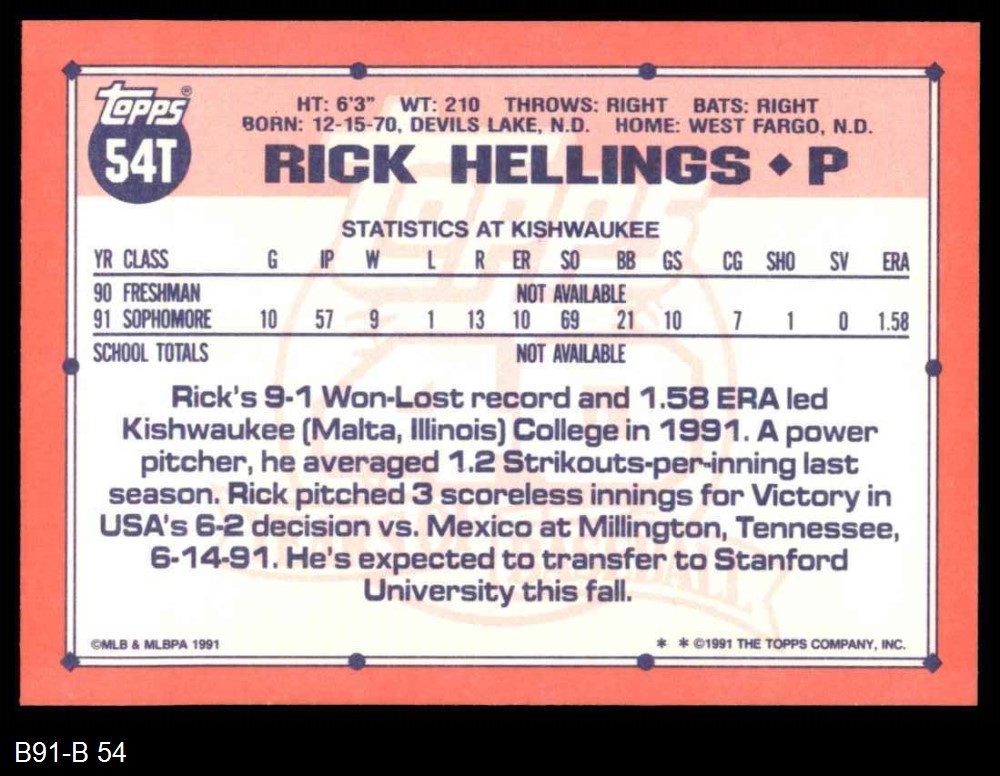 TOPPS®
54T
HT: 6'3" WT: 210 THROWS: RIGHT BATS: RIGHT
BORN: 12-15-70, DEVILS LAKE, N.D. HOME: WEST FARGO, N.D.
RICK HELLINGS ◆ P
STATISTICS AT KISHWAUKEE
YR CLASS G IP W L R ER SO BB GS CG SHO SV ERA
90 FRESHMAN NOT AVAILABLE
91 SOPHOMORE 10 57 9 1 13 10 69 21 10 7 1 0 1.58
SCHOOL TOTALS NOT AVAILABLE
Rick's 9-1 Won-Lost record and 1.58 ERA led
Kishwaukee (Malta, Illinois) College in 1991. A power
pitcher, he averaged 1.2 Strikouts-per-inning last
season. Rick pitched 3 scoreless innings for Victory in
USA's 6-2 decision vs. Mexico at Millington, Tennessee,
6-14-91. He's expected to transfer to Stanford
University this fall.
©MLB & MLBPA 1991 * * ©1991 THE TOPPS COMPANY, INC.
B91-B 54